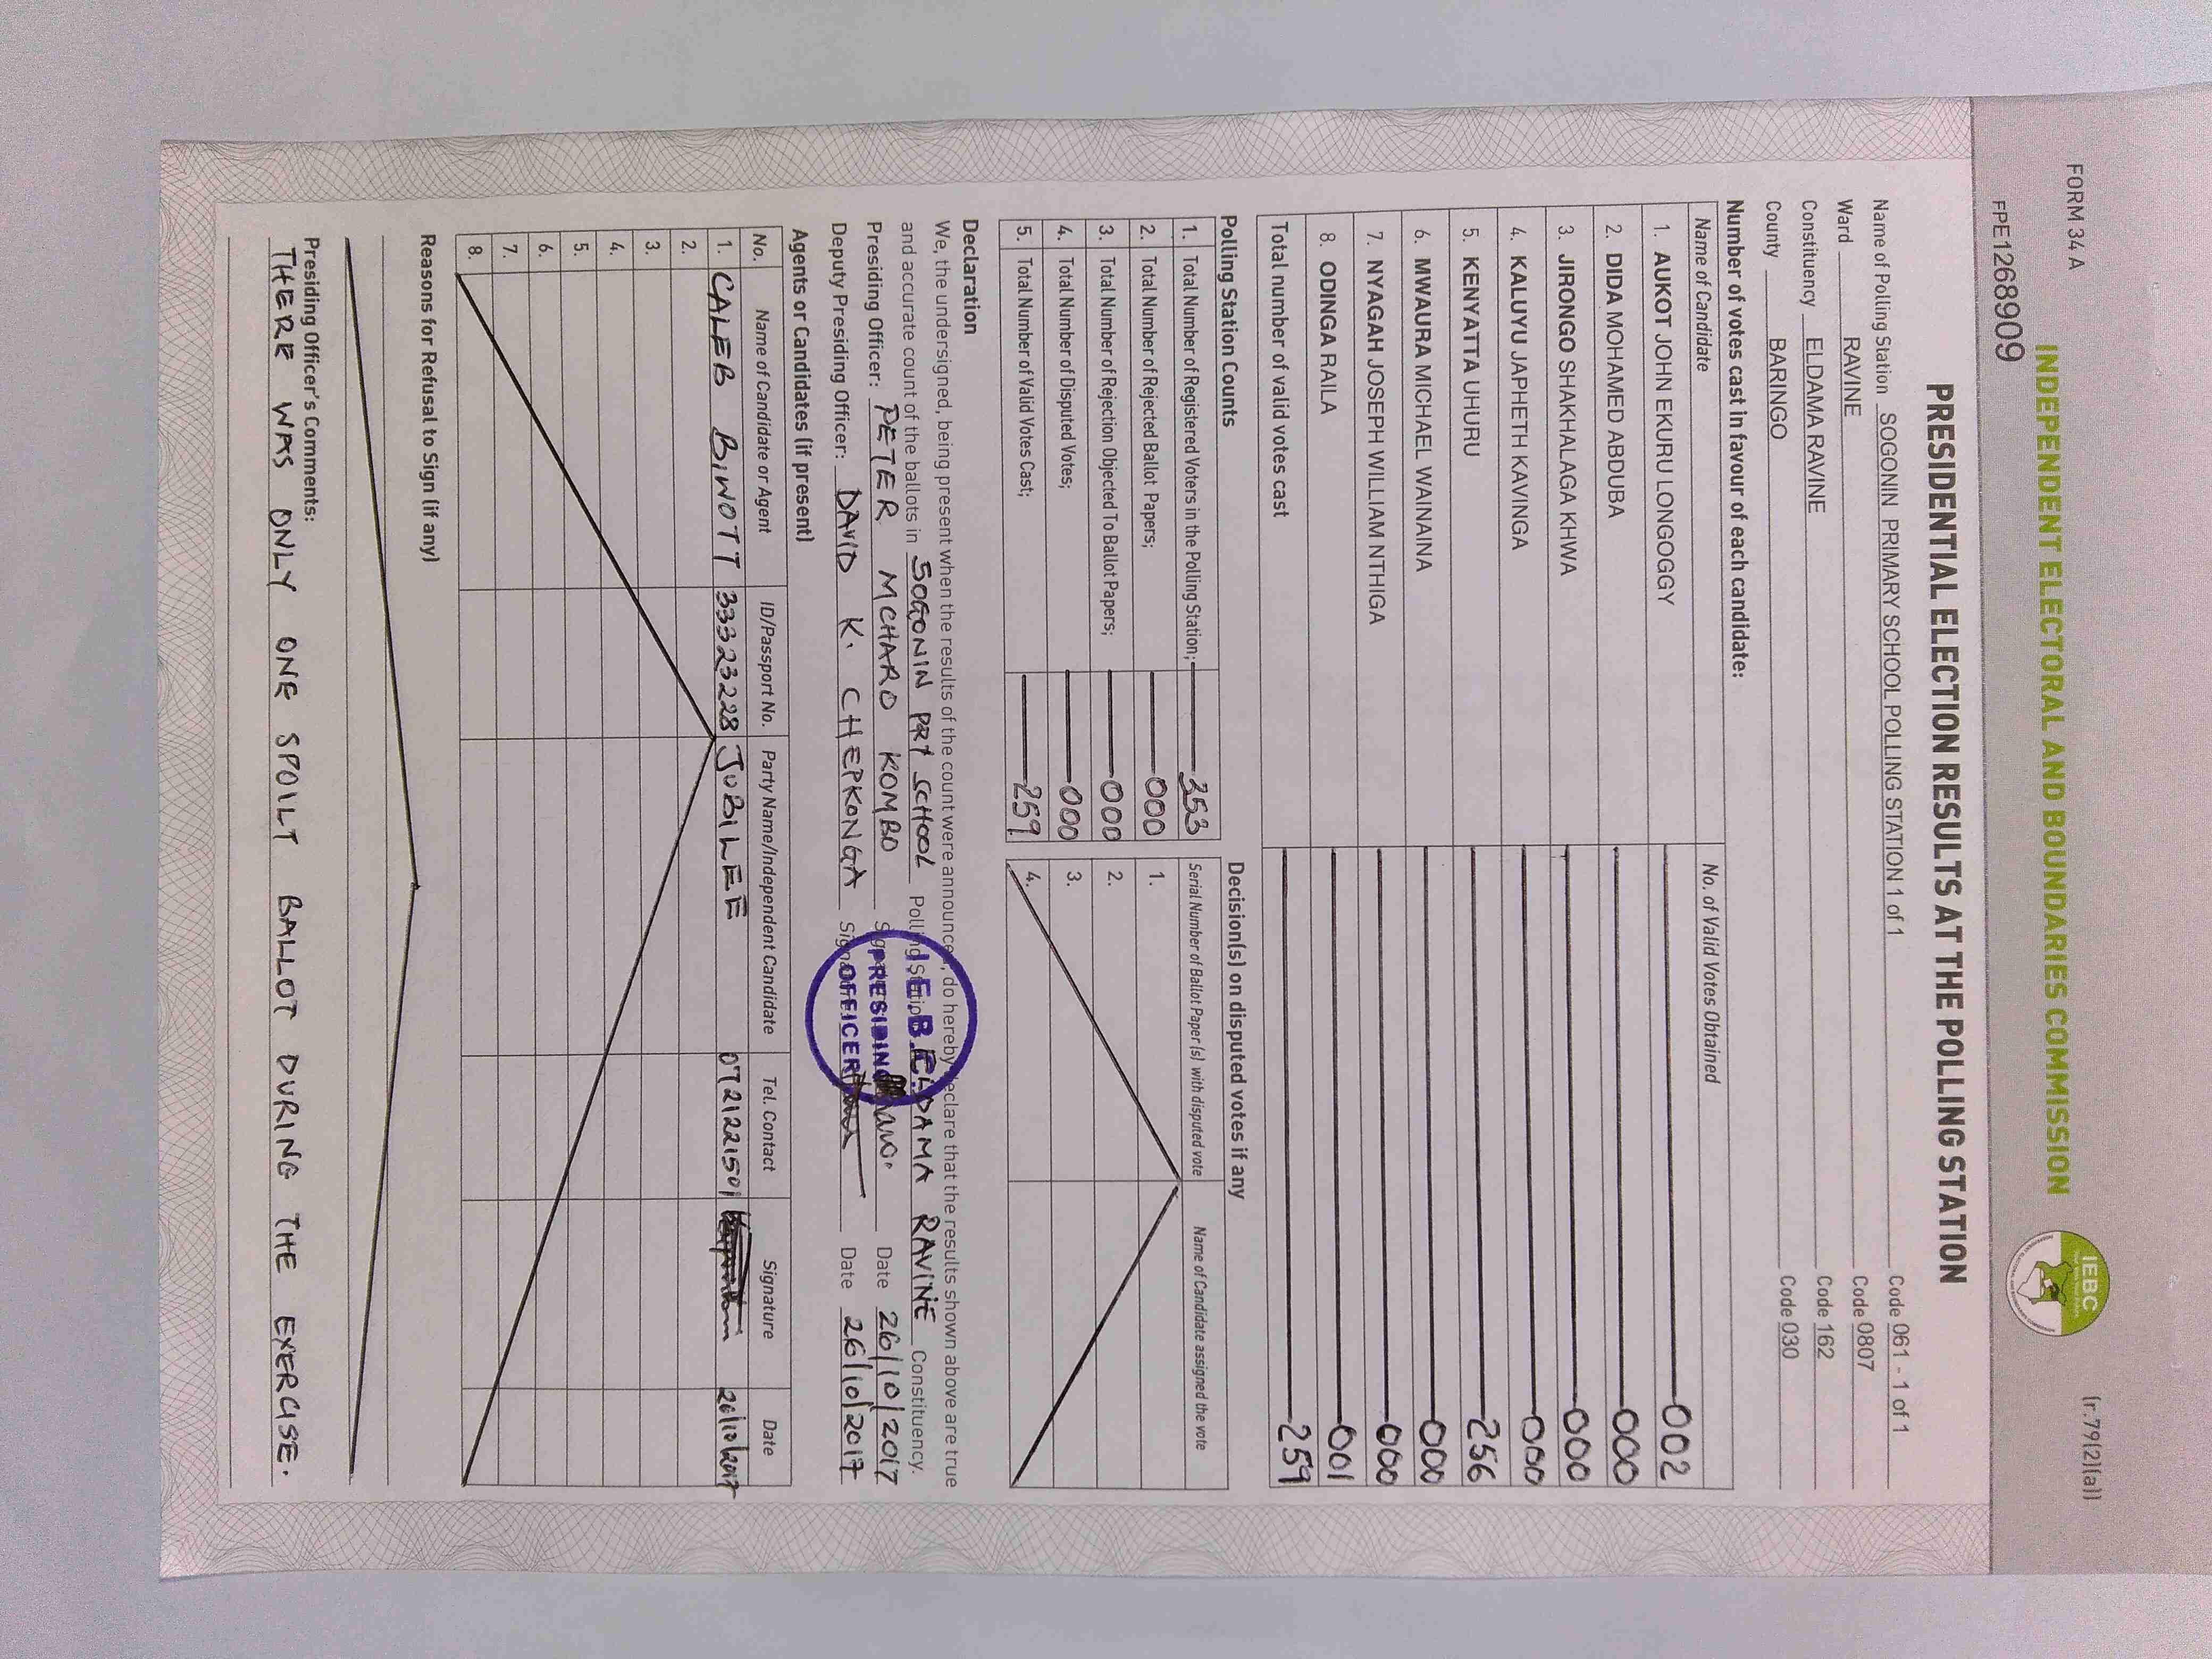 FORM 34 A
(r.79(2)(a))
INDEPENDENT ELECTORAL AND BOUNDARIES COMMISSION
IEBC
FPE1268909
PRESIDENTIAL ELECTION RESULTS AT THE POLLING STATION
Name of Polling Station SOGONIN PRIMARY SCHOOL POLLING STATION 1 of 1 Code 061 - 1 of 1
Ward RAVINE Code 0807
Constituency ELDAMA RAVINE Code 162
County BARINGO Code 030
Number of votes cast in favour of each candidate:
Name of Candidate No. of Valid Votes Obtained
1. AUKOT JOHN EKURU LONGOGGY 002
2. DIDA MOHAMED ABDUBA 000
3. JIRONGO SHAKHALAGA KHWA 000
4. KALUYU JAPHETH KAVINGA 000
5. KENYATTA UHURU 256
6. MWAURA MICHAEL WAINAINA 000
7. NYAGAH JOSEPH WILLIAM NTHIGA 000
8. ODINGA RAILA 001
Total number of valid votes cast 259
Polling Station Counts Decision(s) on disputed votes if any
1. Total Number of Registered Voters in the Polling Station; 353 Serial Number of Ballot Paper (s) with disputed vote Name of Candidate assigned the vote
2. Total Number of Rejected Ballot Papers; 000 1.
3. Total Number of Rejection Objected To Ballot Papers; 000 2.
4. Total Number of Disputed Votes; 000 3.
5. Total Number of Valid Votes Cast; 259 4.
Declaration
We, the undersigned, being present when the results of the count were announced, do hereby declare that the results shown above are true
and accurate count of the ballots in SOGONIN PRY SCHOOL Polling Station ELDAMA RAVINE Constituency.
Presiding Officer: PETER MCHARO KOMBO Signature Date 26/10/2017
Deputy Presiding Officer: DAVID K. CHEPKONGA Signature Date 26/10/2017
I.E.B.C.
PRESIDING
OFFICER
Agents or Candidates (if present)
No. Name of Candidate or Agent ID/Passport No. Party Name/Independent Candidate Tel. Contact Signature Date
1. CALEB BIWOTT 33323228 JUBILEE 0721221501 26/10/2017
2.
3.
4.
5.
6.
7.
8.
Reasons for Refusal to Sign (if any)
Presiding Officer's Comments:
THERE WAS ONLY ONE SPOILT BALLOT DURING THE EXERCISE.